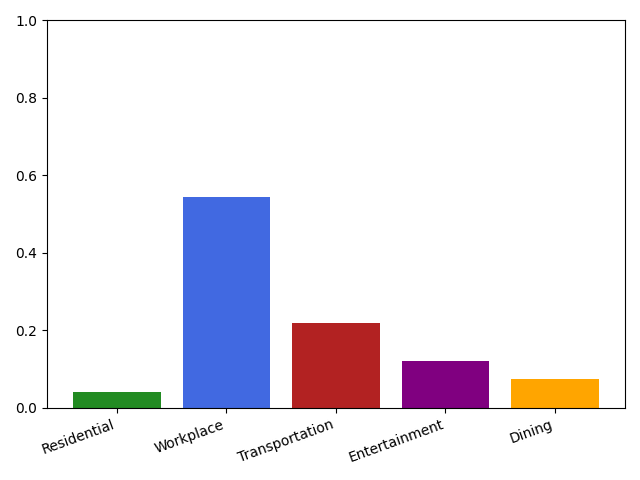 1.0
0.8
0.6
0.4
0.2
0.0
Residential
Workplace
Transportation
Entertainment
Dining